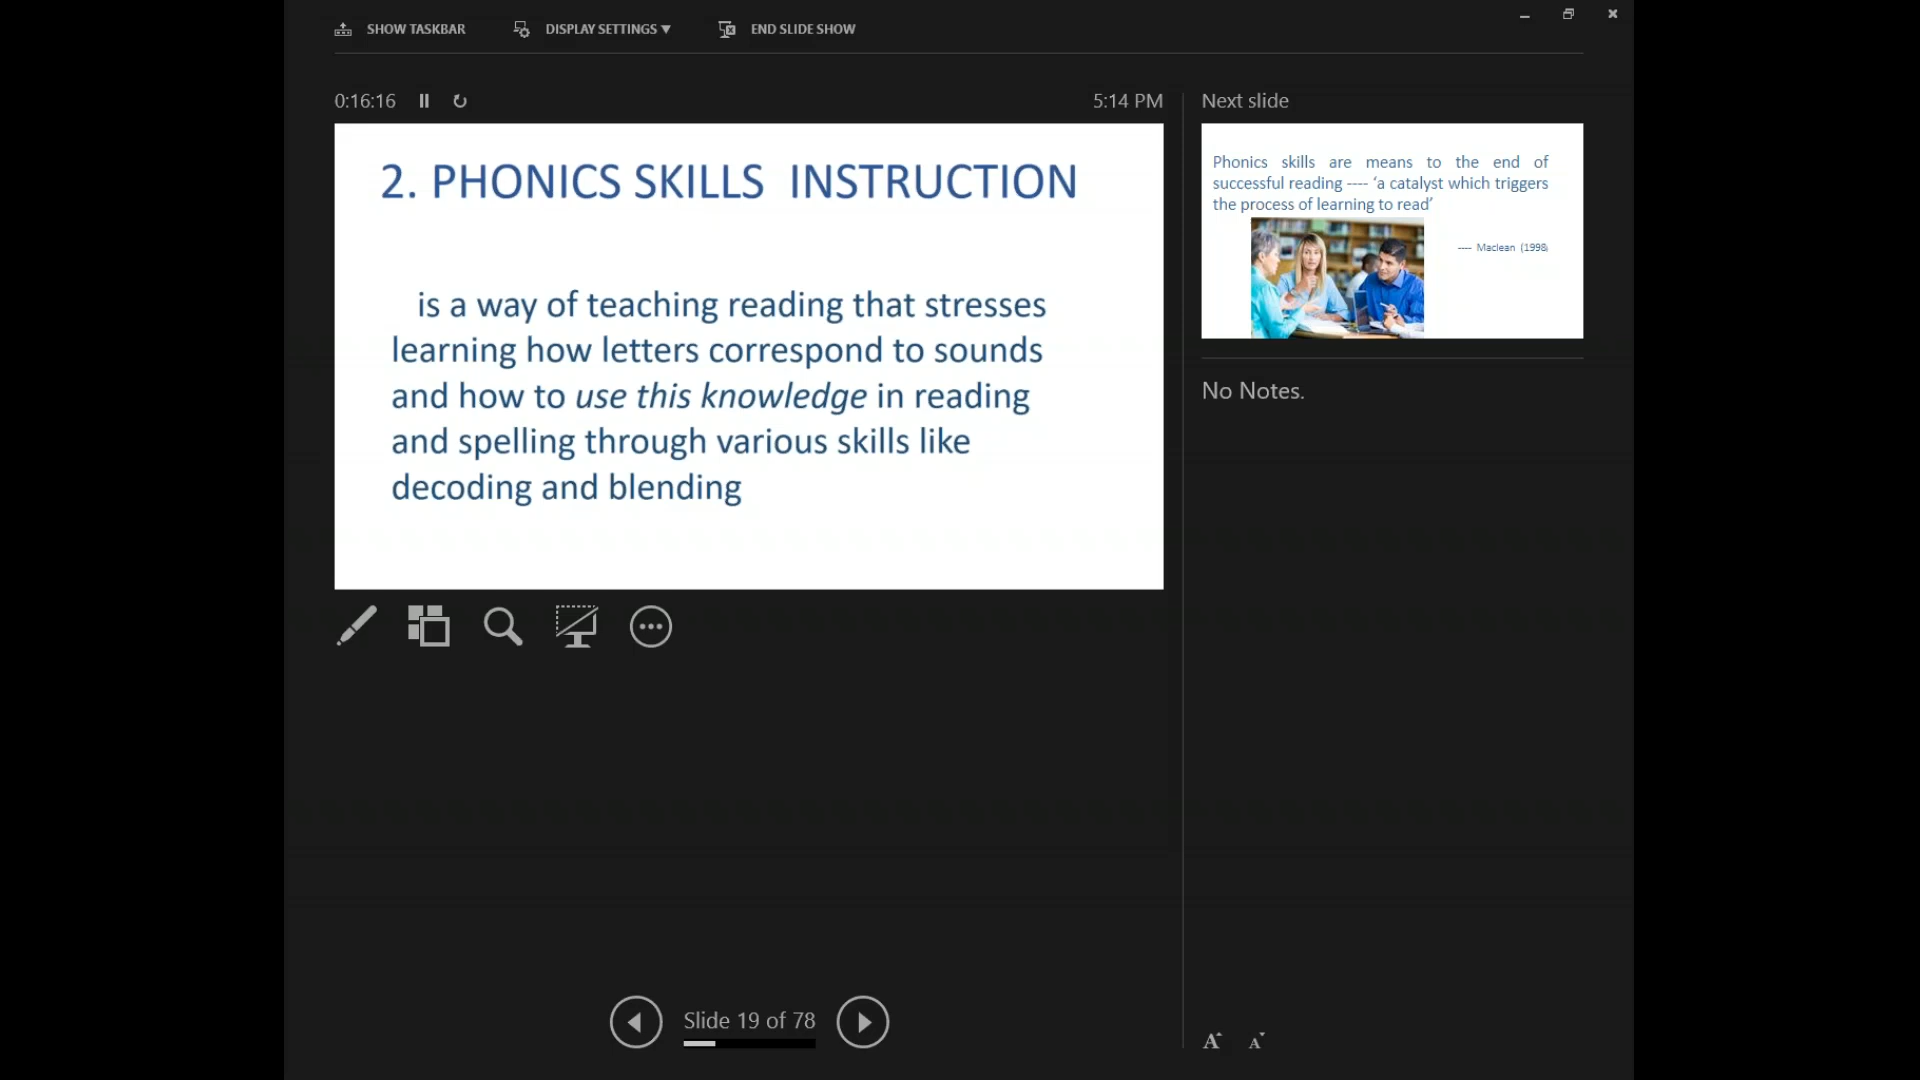 SHOW TASKBAR DISPLAY SETTINGS ▼ END SLIDE SHOW
0:16:16 5:14 PM
2. PHONICS SKILLS INSTRUCTION
is a way of teaching reading that stresses
learning how letters correspond to sounds
and how to use this knowledge in reading
and spelling through various skills like
decoding and blending
Slide 19 of 78
Next slide
Phonics skills are means to the end of
successful reading ---- ‘a catalyst which triggers
the process of learning to read’
---- Maclean (1998
No Notes.
A A